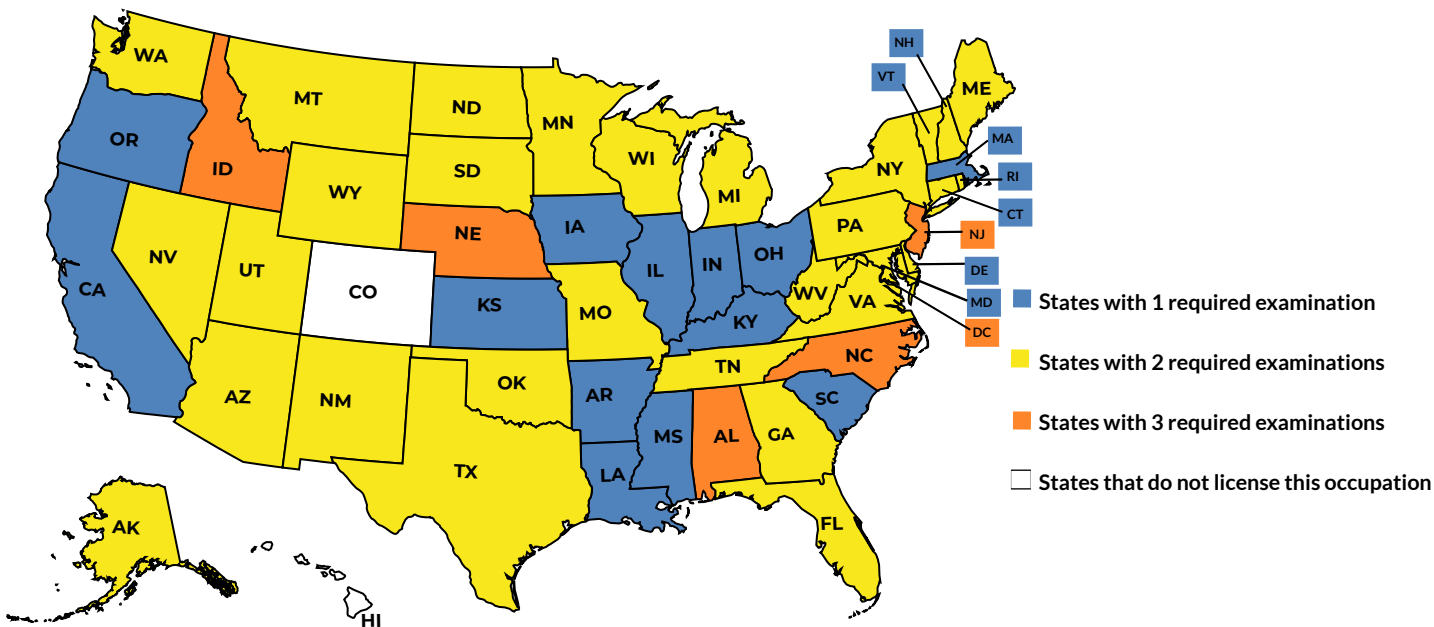 NH
WA
VT
ME
MT
ND
MN
OR
MA
WI
NY
ID
SD
RI
WY
MI
CT
IA
PA
NE
NJ
NV
OH
UT
IL
IN
DE
CO
CA
WV
VA
MD
States with 1 required examination
KS
MO
KY
DC
NC
States with 2 required examinations
TN
OK
AZ
NM
AR
SC
States with 3 required examinations
MS
AL
GA
TX
LA
States that do not license this occupation
AK
FL
HI